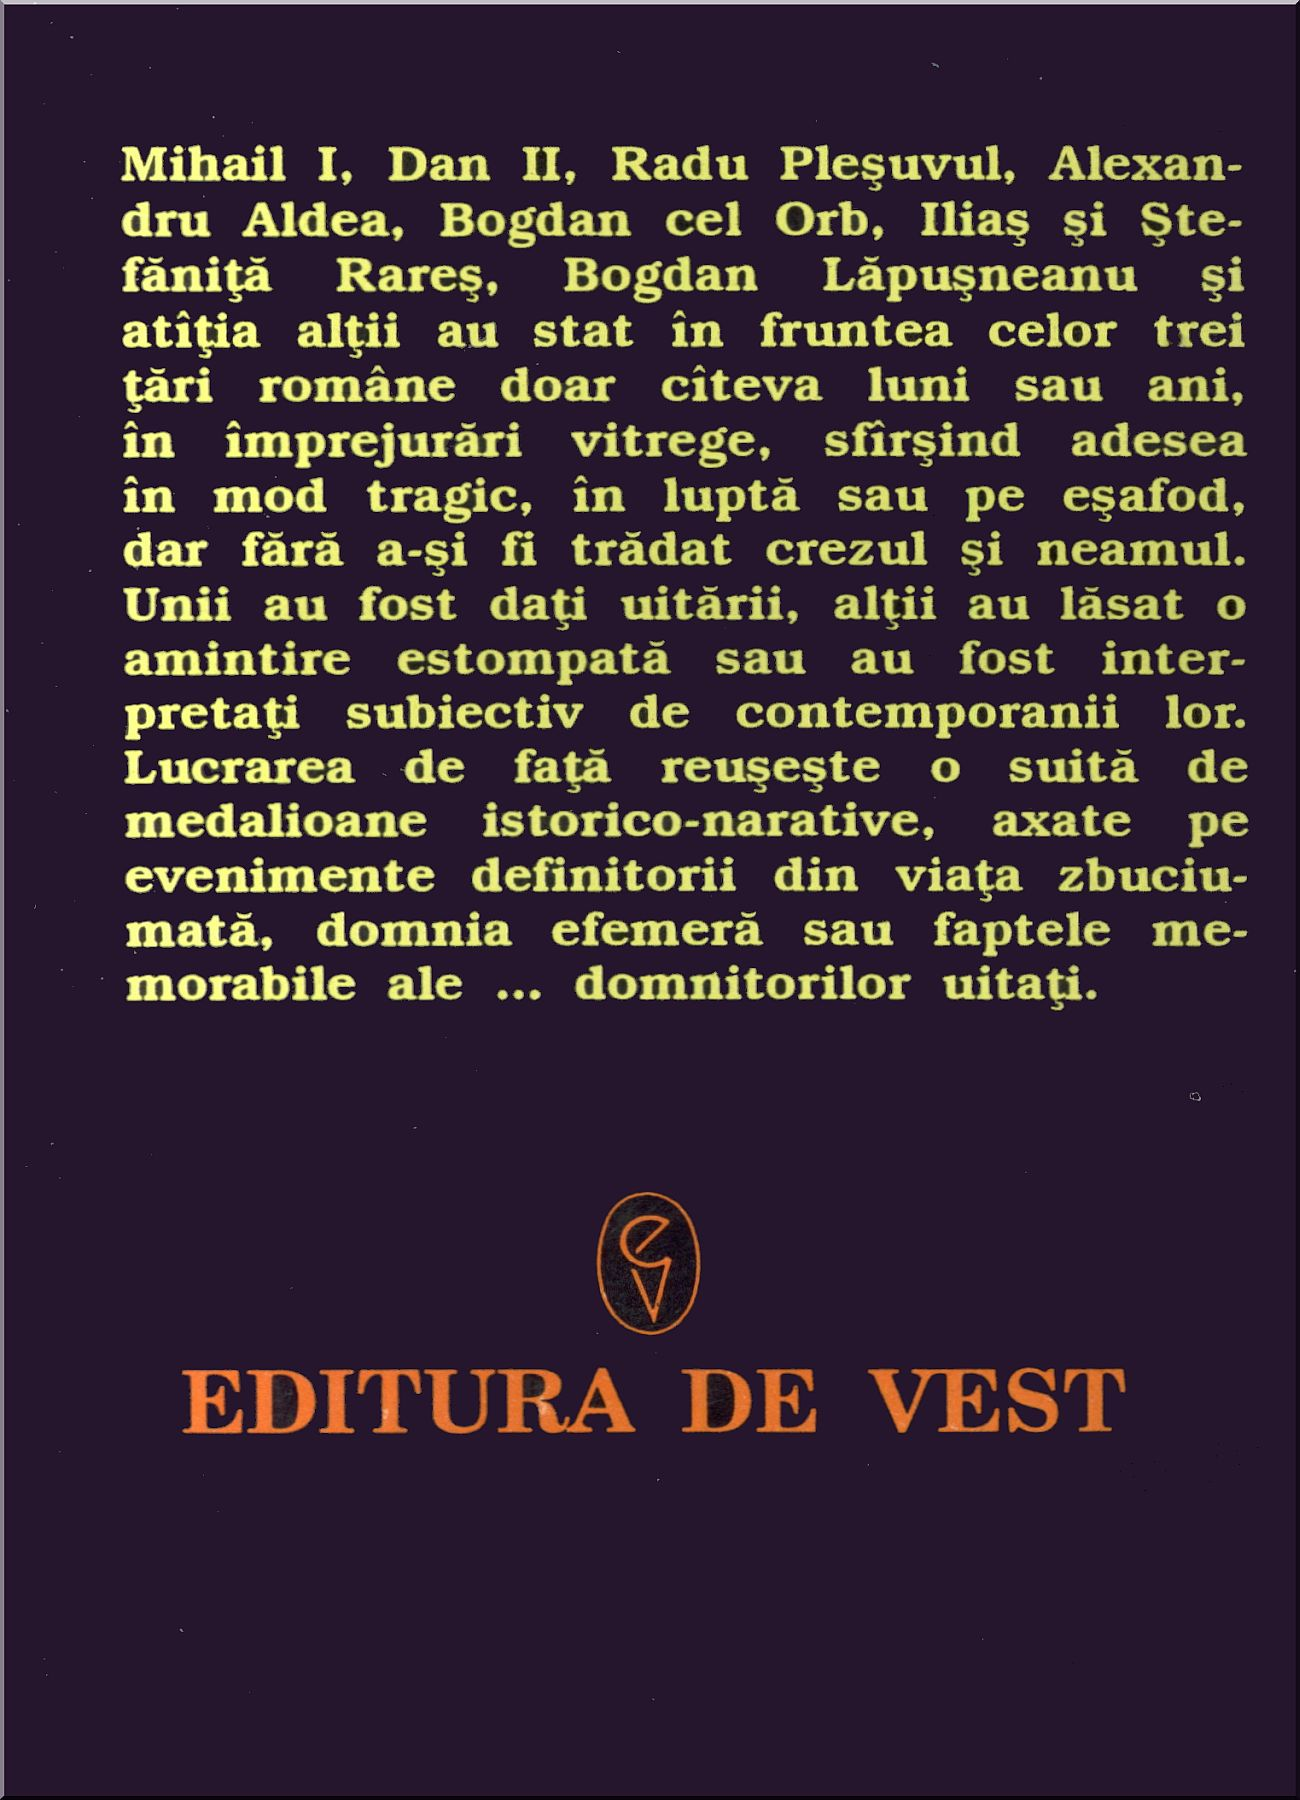 Mihail I, Dan II, Radu Pleşuvul, Alexan-
dru Aldea, Bogdan cel Orb, Iliaş şi Şte-
făniţă Rareş, Bogdan Lăpuşneanu şi
atîţia alţii au stat în fruntea celor trei
ţări române doar cîteva luni sau ani,
în împrejurări vitrege, sfîrşind adesea
în mod tragic, în luptă sau pe eşafod,
dar fără a-şi fi trădat crezul şi neamul.
Unii au fost daţi uitării, alţii au lăsat o
amintire estompată sau au fost inter-
pretaţi subiectiv de contemporanii lor.
Lucrarea de faţă reuşeşte o suită de
medalioane istorico-narative, axate pe
evenimente definitorii din viaţa zbuciu-
mată, domnia efemeră sau faptele me-
morabile ale ... domnitorilor uitaţi.
ev
EDITURA DE VEST